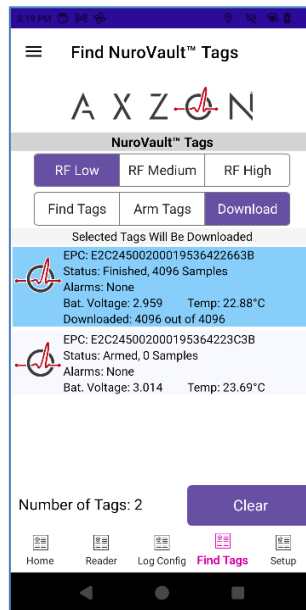 3:19 PM
Find NuroVault™ Tags
AXZON
NuroVault™ Tags
RF Low RF Medium RF High
Find Tags Arm Tags Download
Selected Tags Will Be Downloaded
EPC: E2C24500200019536422663B
Status: Finished, 4096 Samples
Alarms: None
Bat. Voltage: 2.959 Temp: 22.88°C
Downloaded: 4096 out of 4096
EPC: E2C245002000195364223C3B
Status: Armed, 0 Samples
Alarms: None
Bat. Voltage: 3.014 Temp: 23.69°C
Number of Tags: 2 Clear
Home Reader Log Config Find Tags Setup